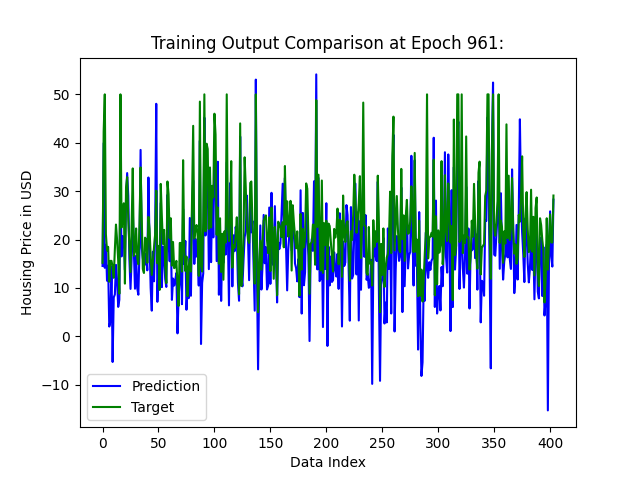 Training Output Comparison at Epoch 961:
Housing Price in USD
50
40
30
20
10
0
−10
Prediction
Target
0 50 100 150 200 250 300 350 400
Data Index